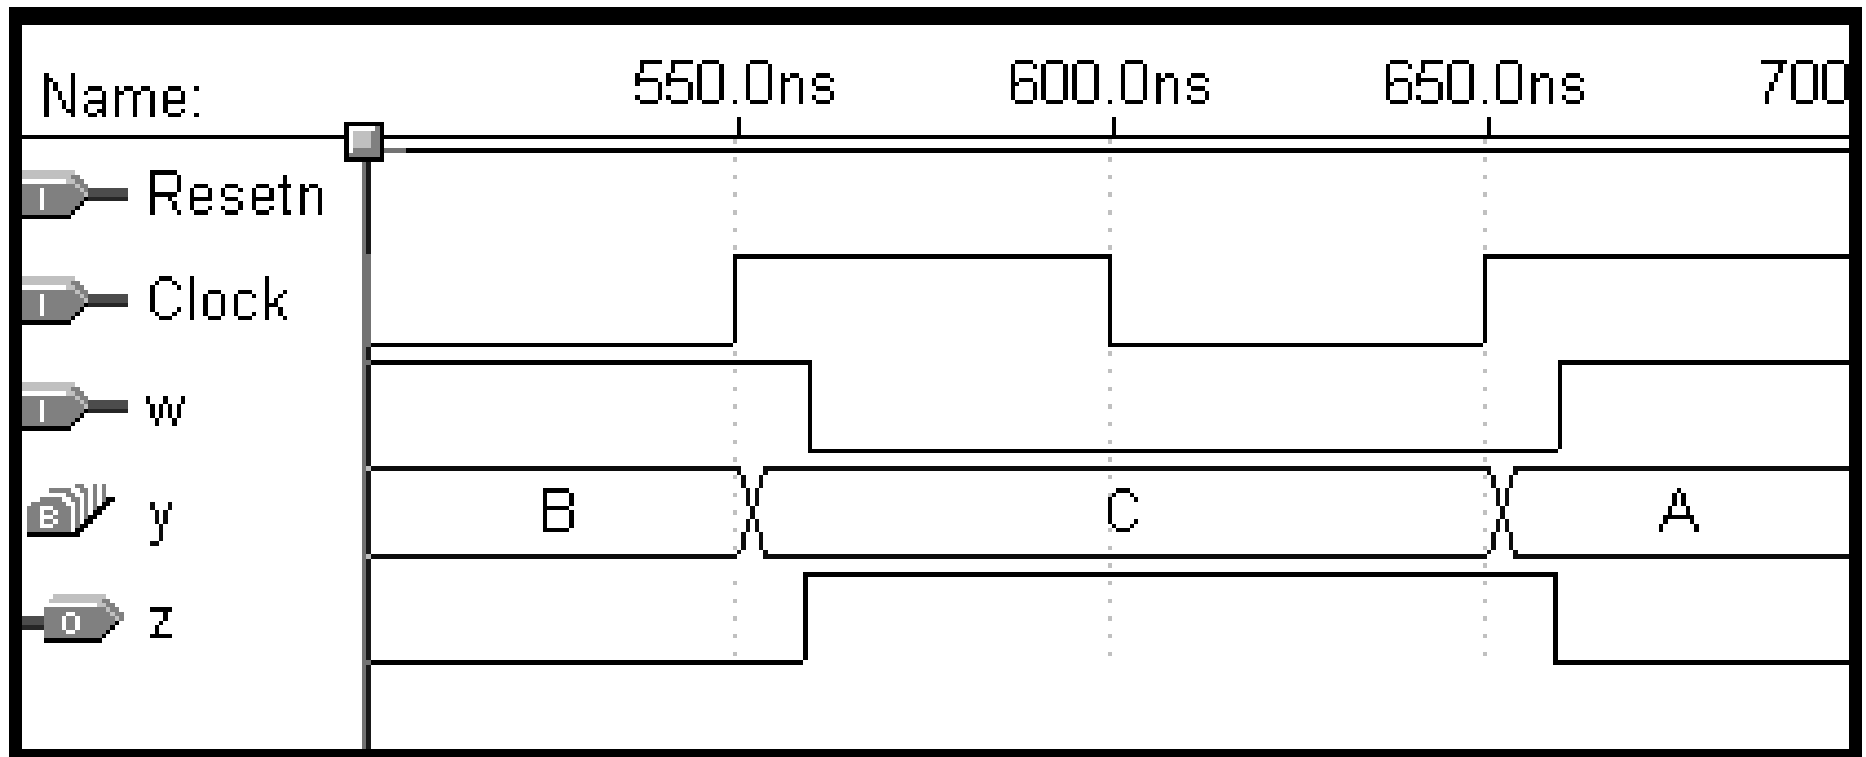 550.0ns 600.0ns 650.0ns 700
Name:
I Resetn
I Clock
I w
B y B C A
O z